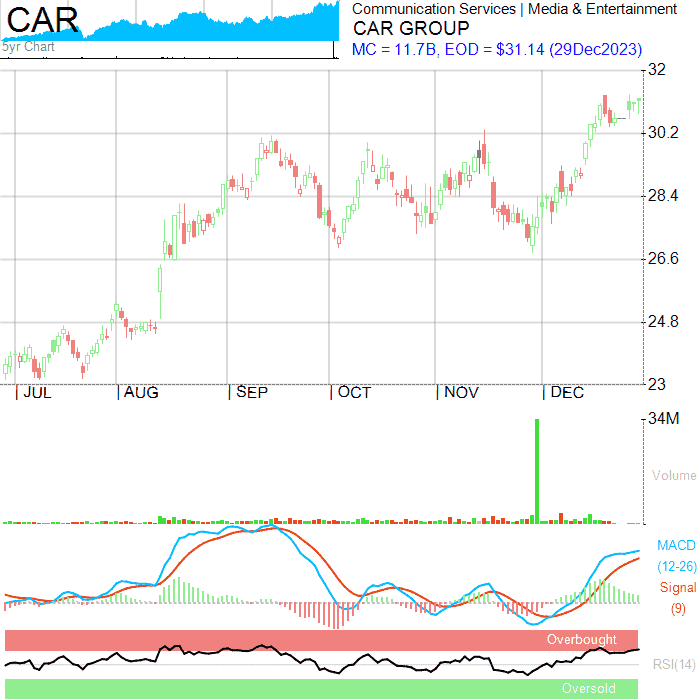 CAR
5yr Chart
Communication Services | Media & Entertainment
CAR GROUP
MC = 11.7B, EOD = $31.14 (29Dec2023)
32
30.2
28.4
26.6
24.8
23
JUL AUG SEP OCT NOV DEC
34M
Volume
MACD
(12-26)
Signal
(9)
Overbought
RSI(14)
Oversold